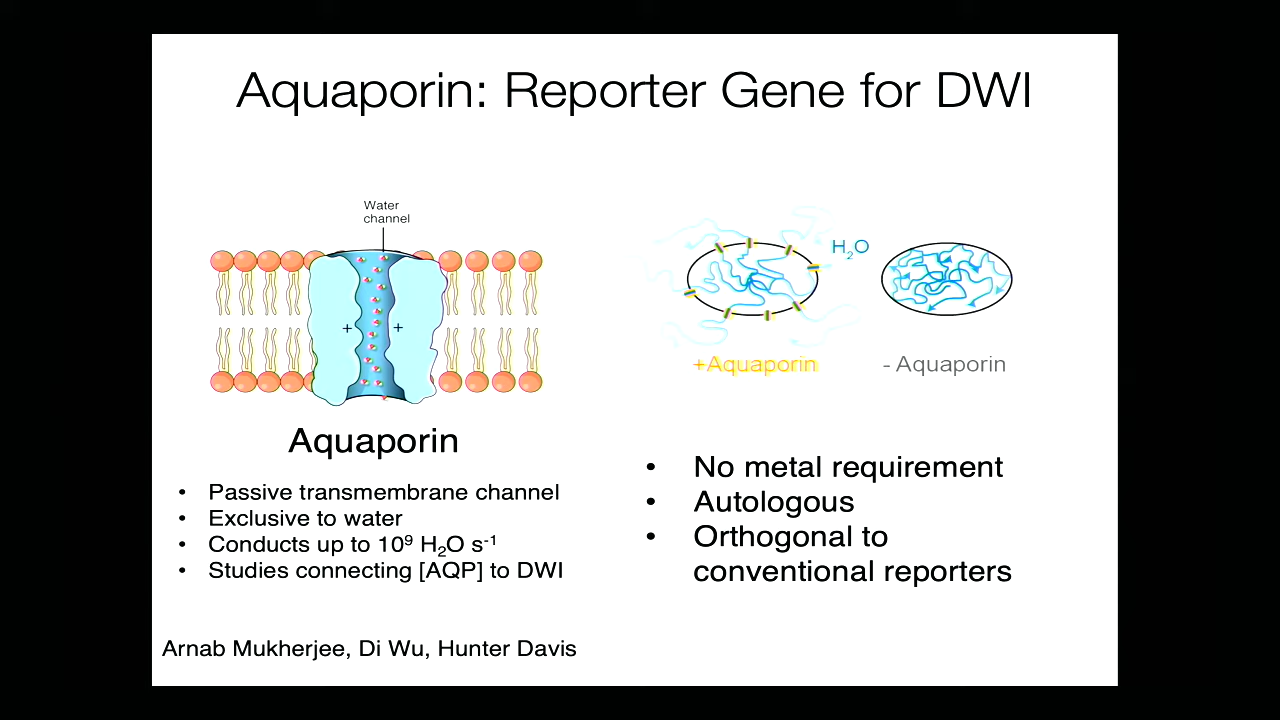 Aquaporin: Reporter Gene for DWI
Water
channel
+ +
Aquaporin
• Passive transmembrane channel
• Exclusive to water
• Conducts up to 10⁹ H₂O s⁻¹
• Studies connecting [AQP] to DWI
H₂O
+Aquaporin
- Aquaporin
• No metal requirement
• Autologous
• Orthogonal to
conventional reporters
Arnab Mukherjee, Di Wu, Hunter Davis